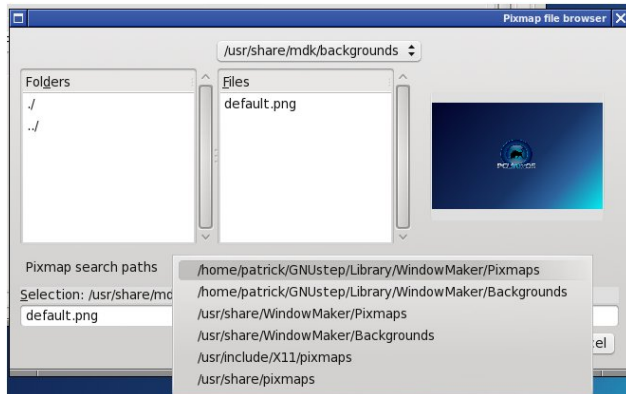 Pixmap file browser
/usr/share/mdk/backgrounds
Folders
Files
./
default.png
../
PCLinuxOS
Pixmap search paths
/home/patrick/GNUstep/Library/WindowMaker/Pixmaps
Selection: /usr/share/md
/home/patrick/GNUstep/Library/WindowMaker/Backgrounds
default.png
/usr/share/WindowMaker/Pixmaps
/usr/share/WindowMaker/Backgrounds
cel
/usr/include/X11/pixmaps
/usr/share/pixmaps